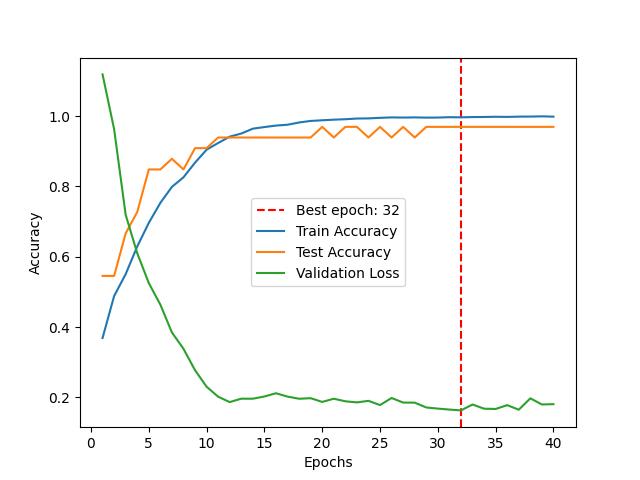 1.0
0.8
0.6
0.4
0.2
Accuracy
Best epoch: 32
Train Accuracy
Test Accuracy
Validation Loss
0 5 10 15 20 25 30 35 40
Epochs